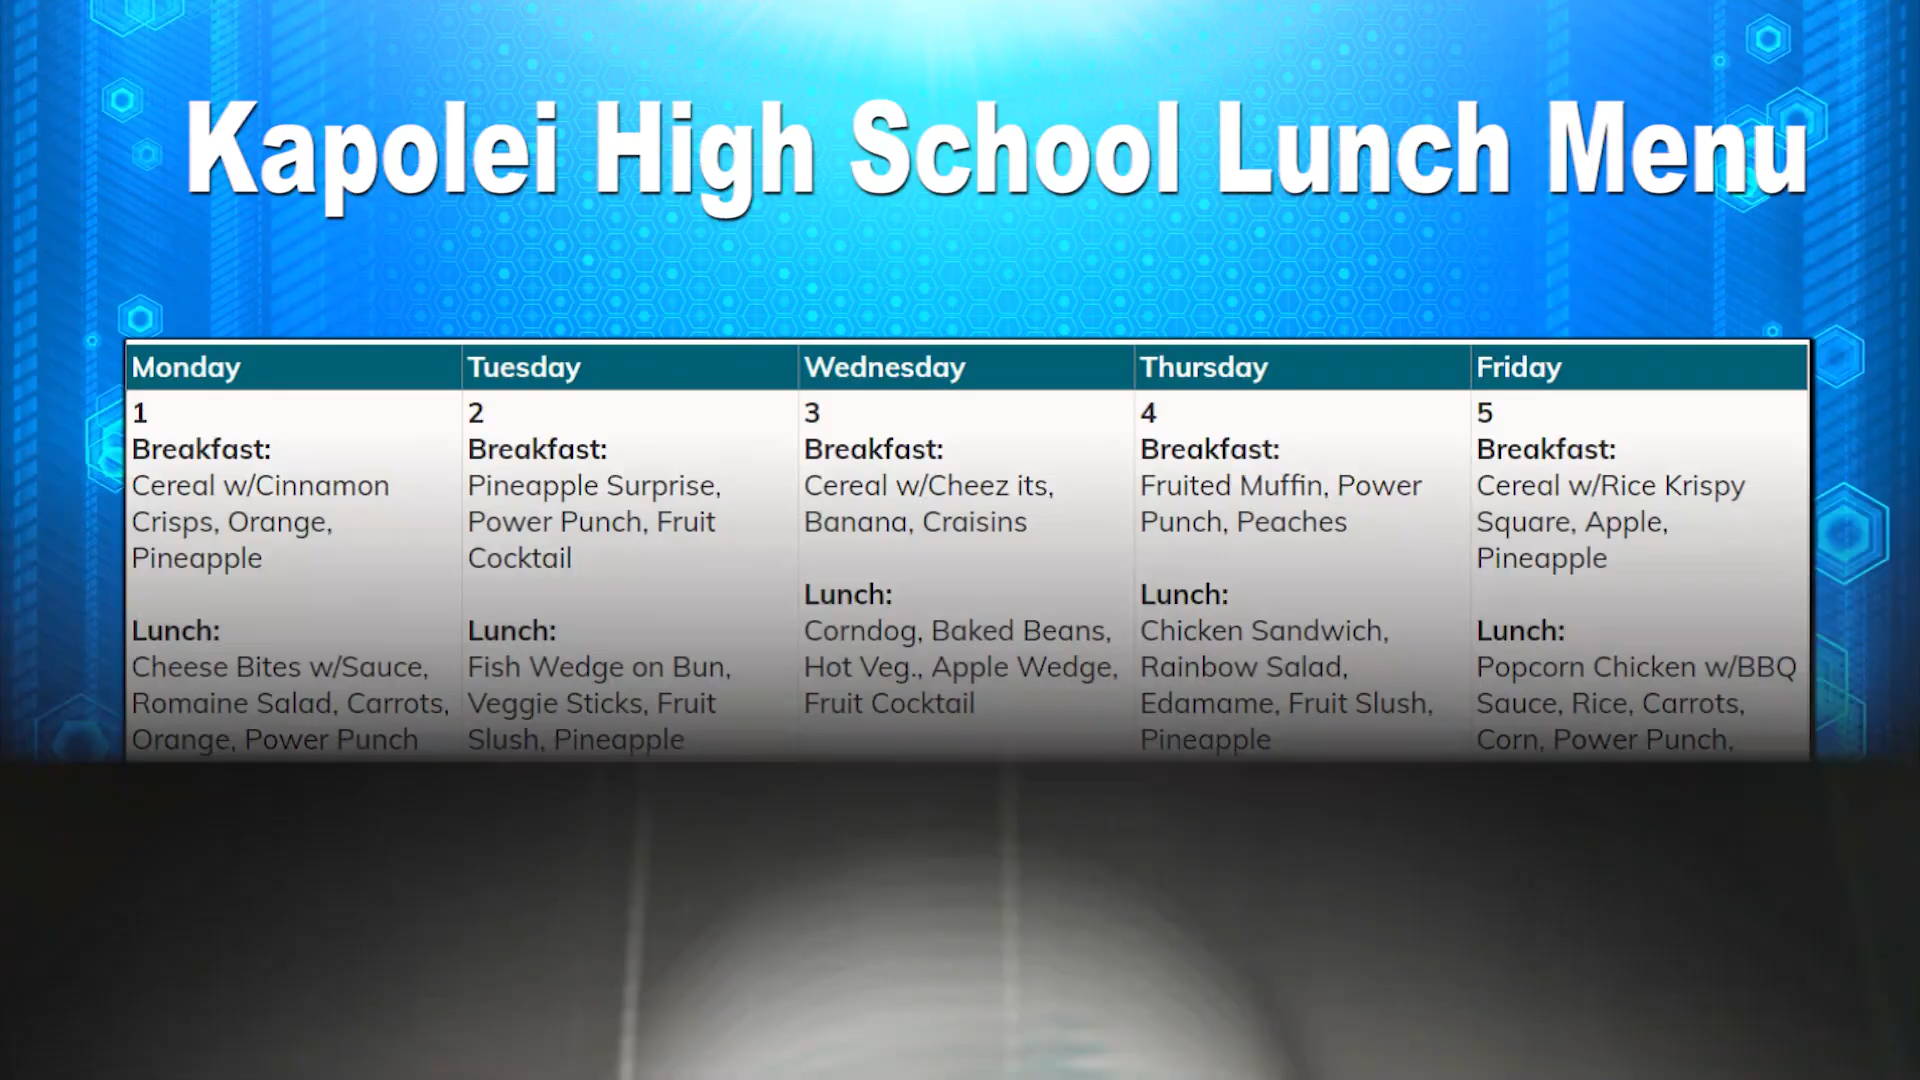 Kapolei High School Lunch Menu
Monday
Tuesday
Wednesday
Thursday
Friday
1
Breakfast:
Cereal w/Cinnamon
Crisps, Orange,
Pineapple
Lunch:
Cheese Bites w/Sauce,
Romaine Salad, Carrots,
Orange, Power Punch
2
Breakfast:
Pineapple Surprise,
Power Punch, Fruit
Cocktail
Lunch:
Fish Wedge on Bun,
Veggie Sticks, Fruit
Slush, Pineapple
3
Breakfast:
Cereal w/Cheez its,
Banana, Craisins
Lunch:
Corndog, Baked Beans,
Hot Veg., Apple Wedge,
Fruit Cocktail
4
Breakfast:
Fruited Muffin, Power
Punch, Peaches
Lunch:
Chicken Sandwich,
Rainbow Salad,
Edamame, Fruit Slush,
Pineapple
5
Breakfast:
Cereal w/Rice Krispy
Square, Apple,
Pineapple
Lunch:
Popcorn Chicken w/BBQ
Sauce, Rice, Carrots,
Corn, Power Punch,